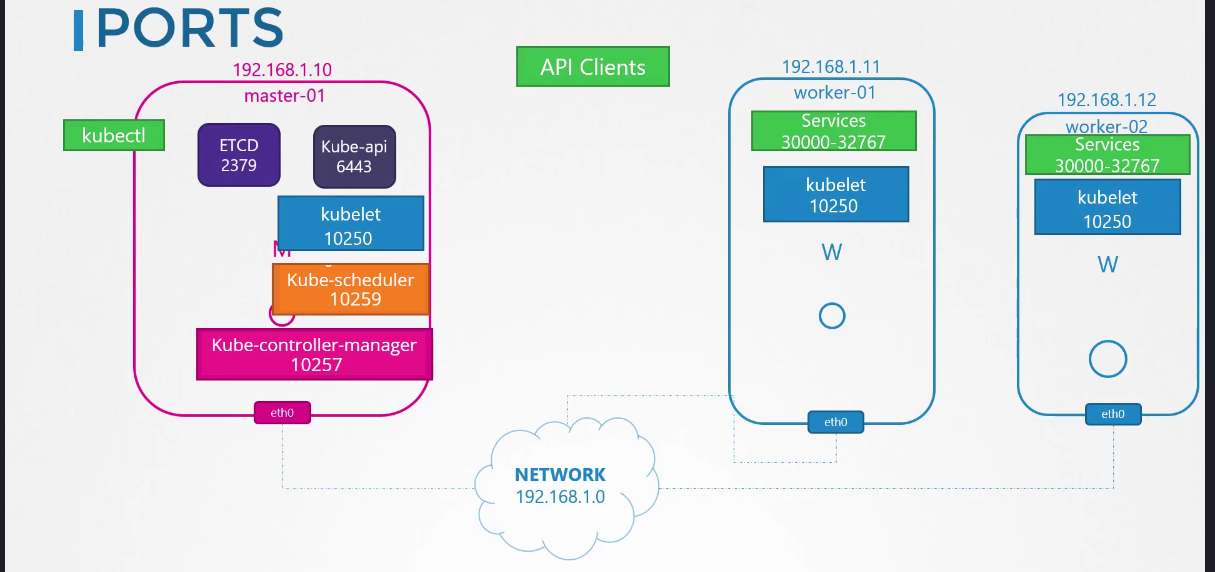 PORTS
API Clients
192.168.1.10
master-01
kubectl
ETCD
2379
Kube-api
6443
kubelet
10250
M
Kube-scheduler
10259
Kube-controller-manager
10257
eth0
192.168.1.11
worker-01
Services
30000-32767
kubelet
10250
W
eth0
192.168.1.12
worker-02
Services
30000-32767
kubelet
10250
W
eth0
NETWORK
192.168.1.0